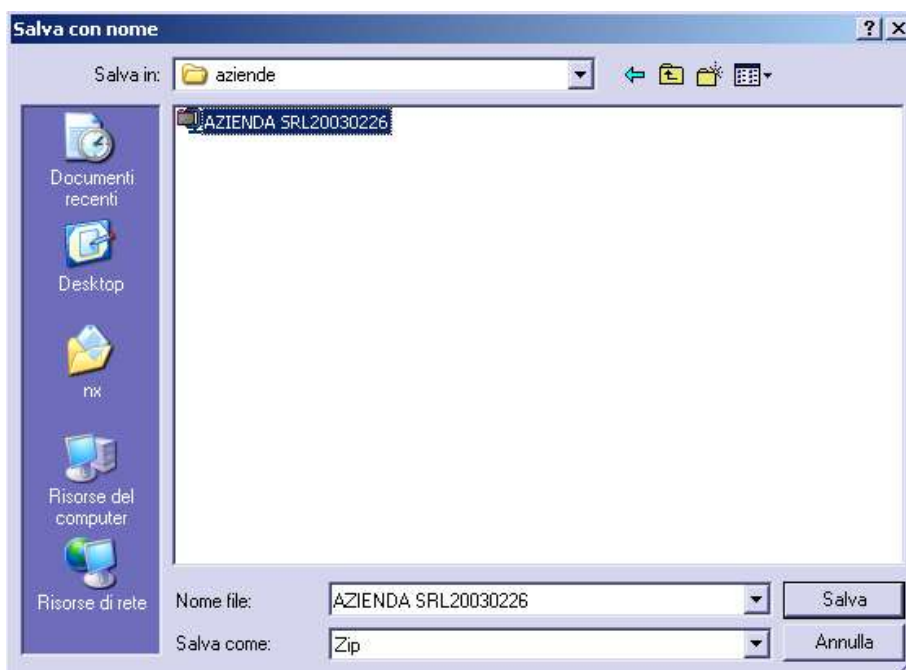 Salva con nome
Salva in: aziende
AZIENDA SRL20030226
Documenti
recenti
Desktop
nx
Risorse del
computer
Risorse di rete
Nome file: AZIENDA SRL20030226 Salva
Salva come: Zip Annulla